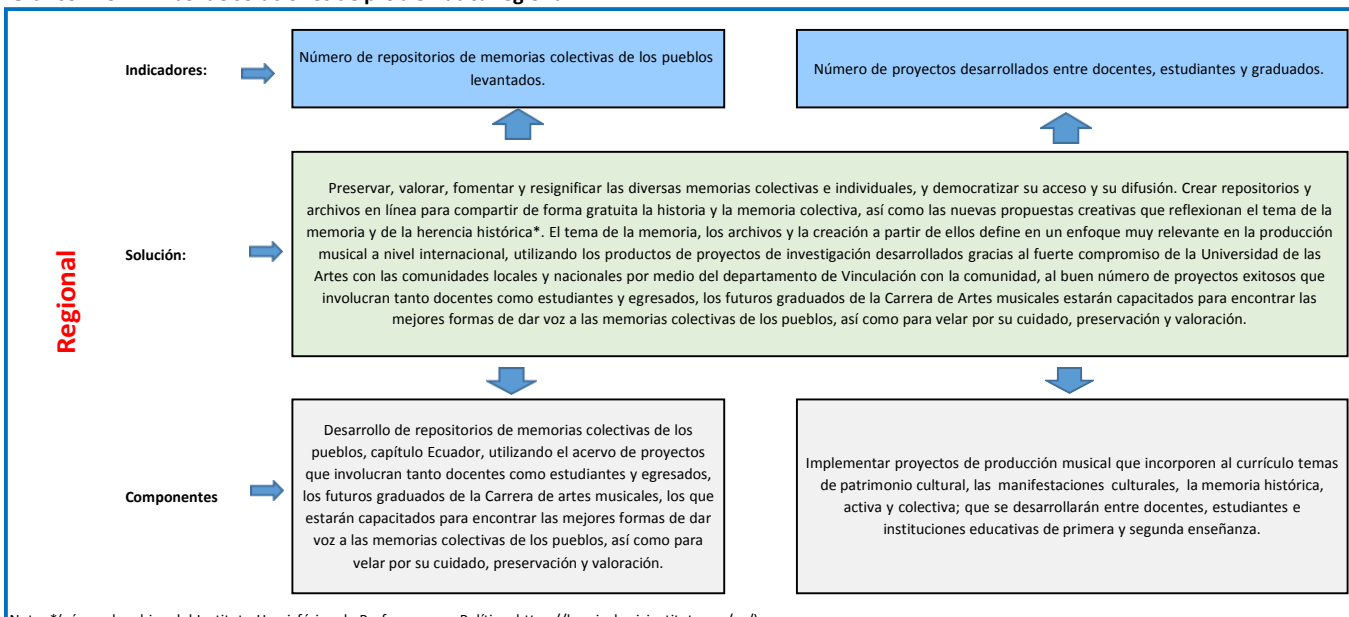 Indicadores:
Número de repositorios de memorias colectivas de los pueblos
levantados.
Número de proyectos desarrollados entre docentes, estudiantes y graduados.
Regional
Solución:
Preservar, valorar, fomentar y resignificar las diversas memorias colectivas e individuales, y democratizar su acceso y su difusión. Crear repositorios y
archivos en línea para compartir de forma gratuita la historia y la memoria colectiva, así como las nuevas propuestas creativas que reflexionan el tema de la
memoria y de la herencia histórica*. El tema de la memoria, los archivos y la creación a partir de ellos define en un enfoque muy relevante en la producción
musical a nivel internacional, utilizando los productos de proyectos de investigación desarrollados gracias al fuerte compromiso de la Universidad de las
Artes con las comunidades locales y nacionales por medio del departamento de Vinculación con la comunidad, al buen número de proyectos exitosos que
involucran tanto docentes como estudiantes y egresados, los futuros graduados de la Carrera de Artes musicales estarán capacitados para encontrar las
mejores formas de dar voz a las memorias colectivas de los pueblos, así como para velar por su cuidado, preservación y valoración.
Componentes
Desarrollo de repositorios de memorias colectivas de los
pueblos, capítulo Ecuador, utilizando el acervo de proyectos
que involucran tanto docentes como estudiantes y egresados,
los futuros graduados de la Carrera de artes musicales, los que
estarán capacitados para encontrar las mejores formas de dar
voz a las memorias colectivas de los pueblos, así como para
velar por su cuidado, preservación y valoración.
Implementar proyectos de producción musical que incorporen al currículo temas
de patrimonio cultural, las manifestaciones culturales, la memoria histórica,
activa y colectiva; que se desarrollarán entre docentes, estudiantes e
instituciones educativas de primera y segunda enseñanza.